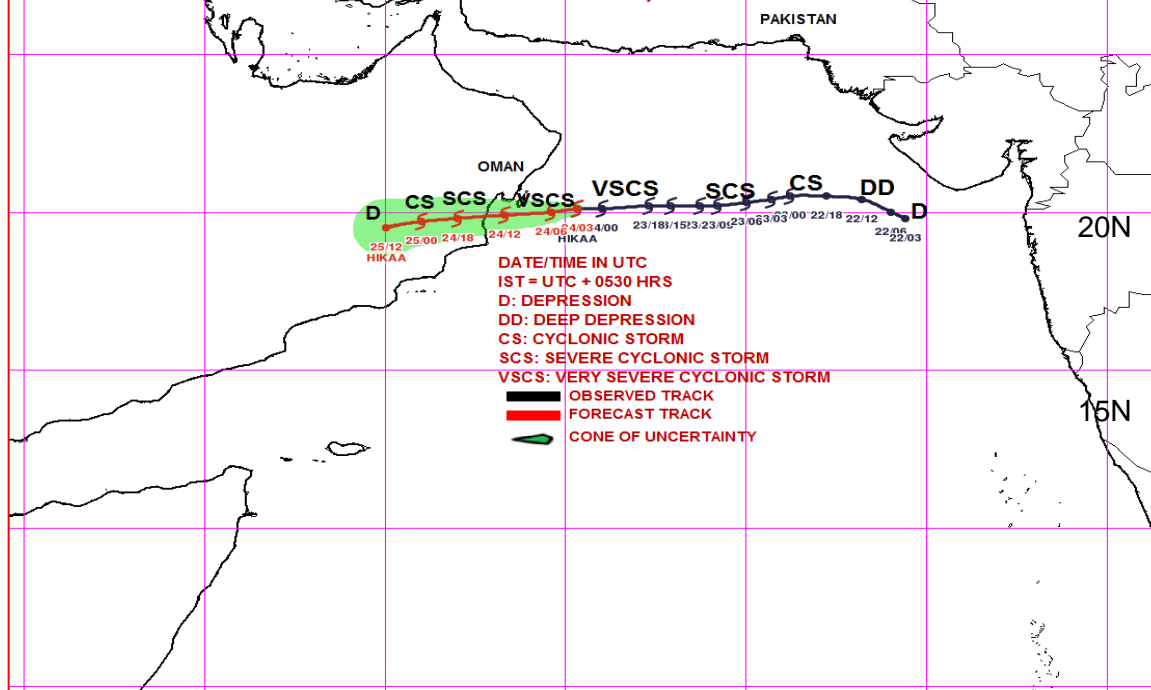 PAKISTAN
OMAN
D
CS
SCS
VSCS
VSCS
SCS
CS
DD
D
25/12
HIKAA
25/00
24/18
24/12
24/06
HIKAA
23/18
23/06
22/18
22/12
22/06
22/03
20N
DATE/TIME IN UTC
IST = UTC + 0530 HRS
D: DEPRESSION
DD: DEEP DEPRESSION
CS: CYCLONIC STORM
SCS: SEVERE CYCLONIC STORM
VSCS: VERY SEVERE CYCLONIC STORM
OBSERVED TRACK
FORECAST TRACK
CONE OF UNCERTAINTY
15N